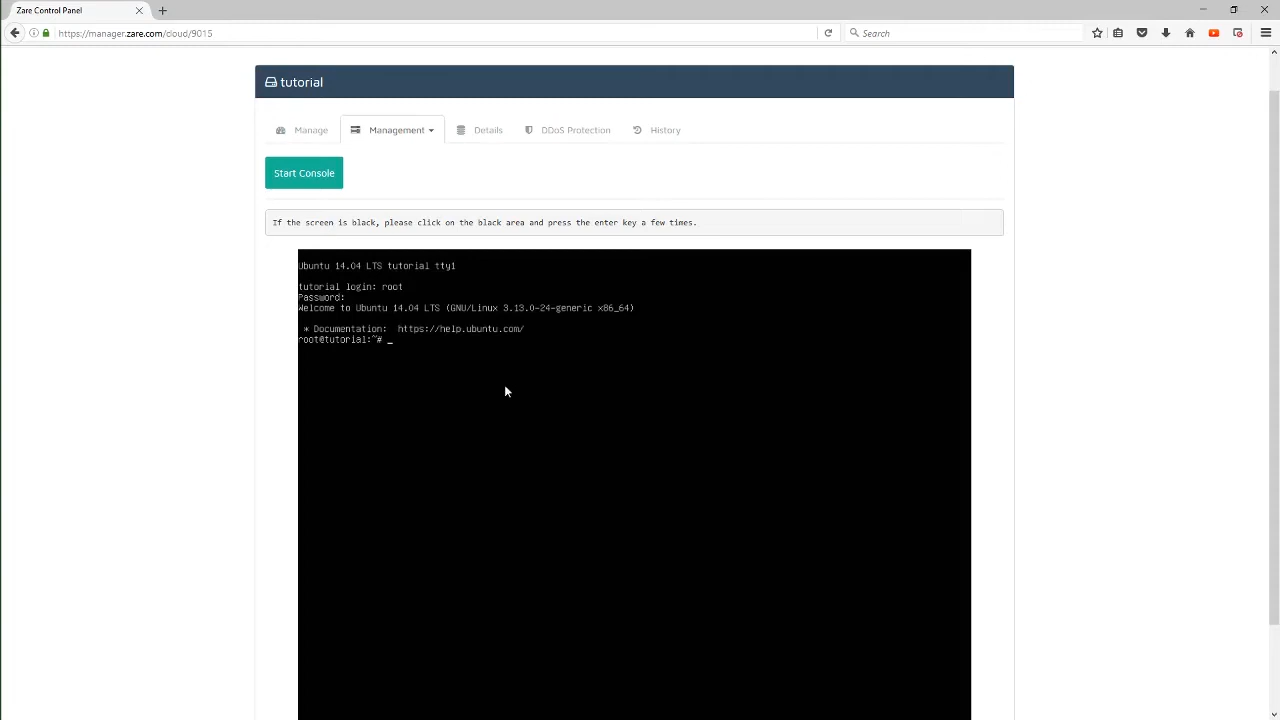 Zare Control Panel
https://manager.zare.com/cloud/9015
Search
tutorial
Manage
Management
Details
DDoS Protection
History
Start Console
If the screen is black, please click on the black area and press the enter key a few times.
Ubuntu 14.04 LTS tutorial tty1
tutorial login: root
Password:
Welcome to Ubuntu 14.04 LTS (GNU/Linux 3.13.0-24-generic x86_64)
* Documentation:  https://help.ubuntu.com/
root@tutorial:~# _